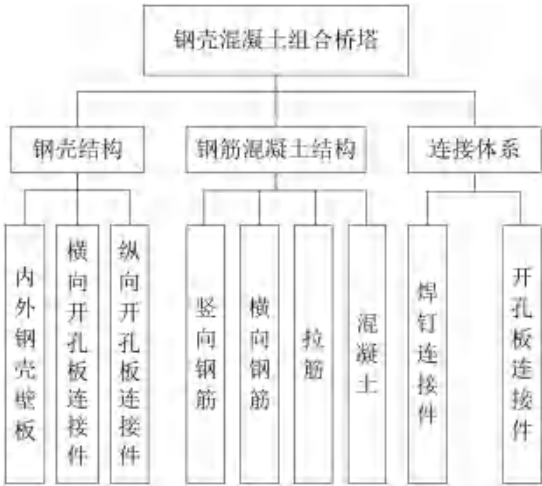 钢壳混凝土组合桥塔
钢壳结构
钢筋混凝土结构
连接体系
内外钢壳壁板
横向开孔板连接件
纵向开孔板连接件
竖向钢筋
横向钢筋
拉筋
混凝土
焊钉连接件
开孔板连接件